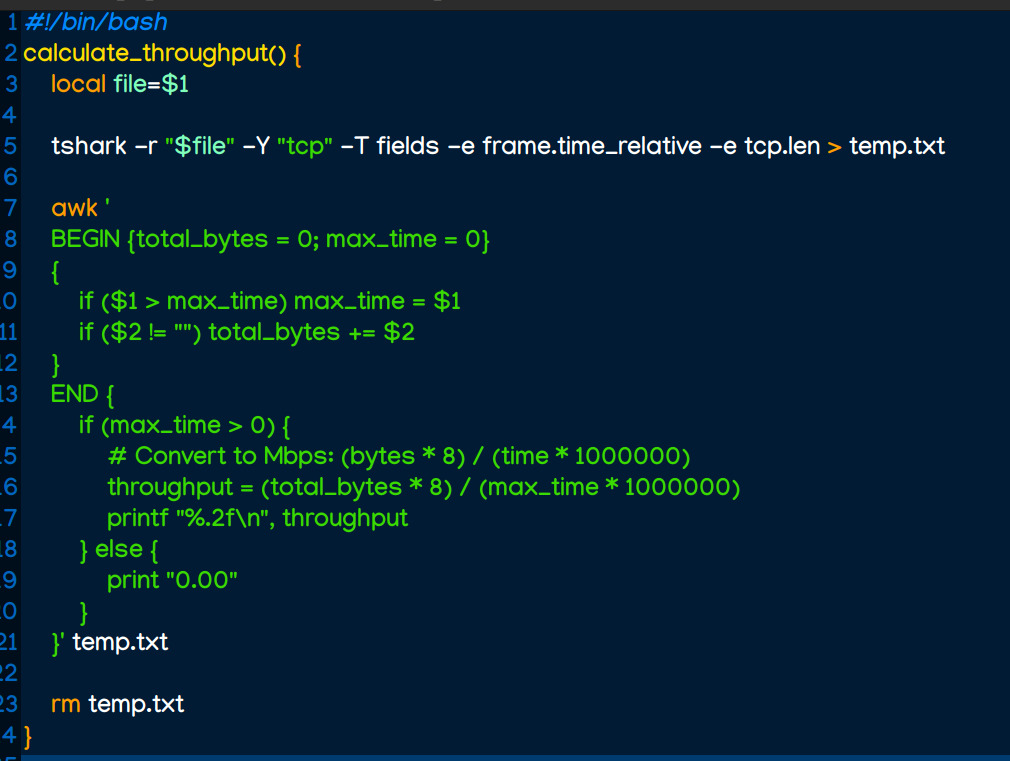 1 #!/bin/bash
2 calculate_throughput() {
3 local file=$1
4
5 tshark -r "$file" -Y "tcp" -T fields -e frame.time_relative -e tcp.len > temp.txt
6
7 awk '
8 BEGIN {total_bytes = 0; max_time = 0}
9 {
0 if ($1 > max_time) max_time = $1
11 if ($2 != "") total_bytes += $2
12 }
13 END {
4 if (max_time > 0) {
5 # Convert to Mbps: (bytes * 8) / (time * 1000000)
6 throughput = (total_bytes * 8) / (max_time * 1000000)
7 printf "%.2f\n", throughput
8 } else {
9 print "0.00"
0 }
21 }' temp.txt
22
23 rm temp.txt
4 }